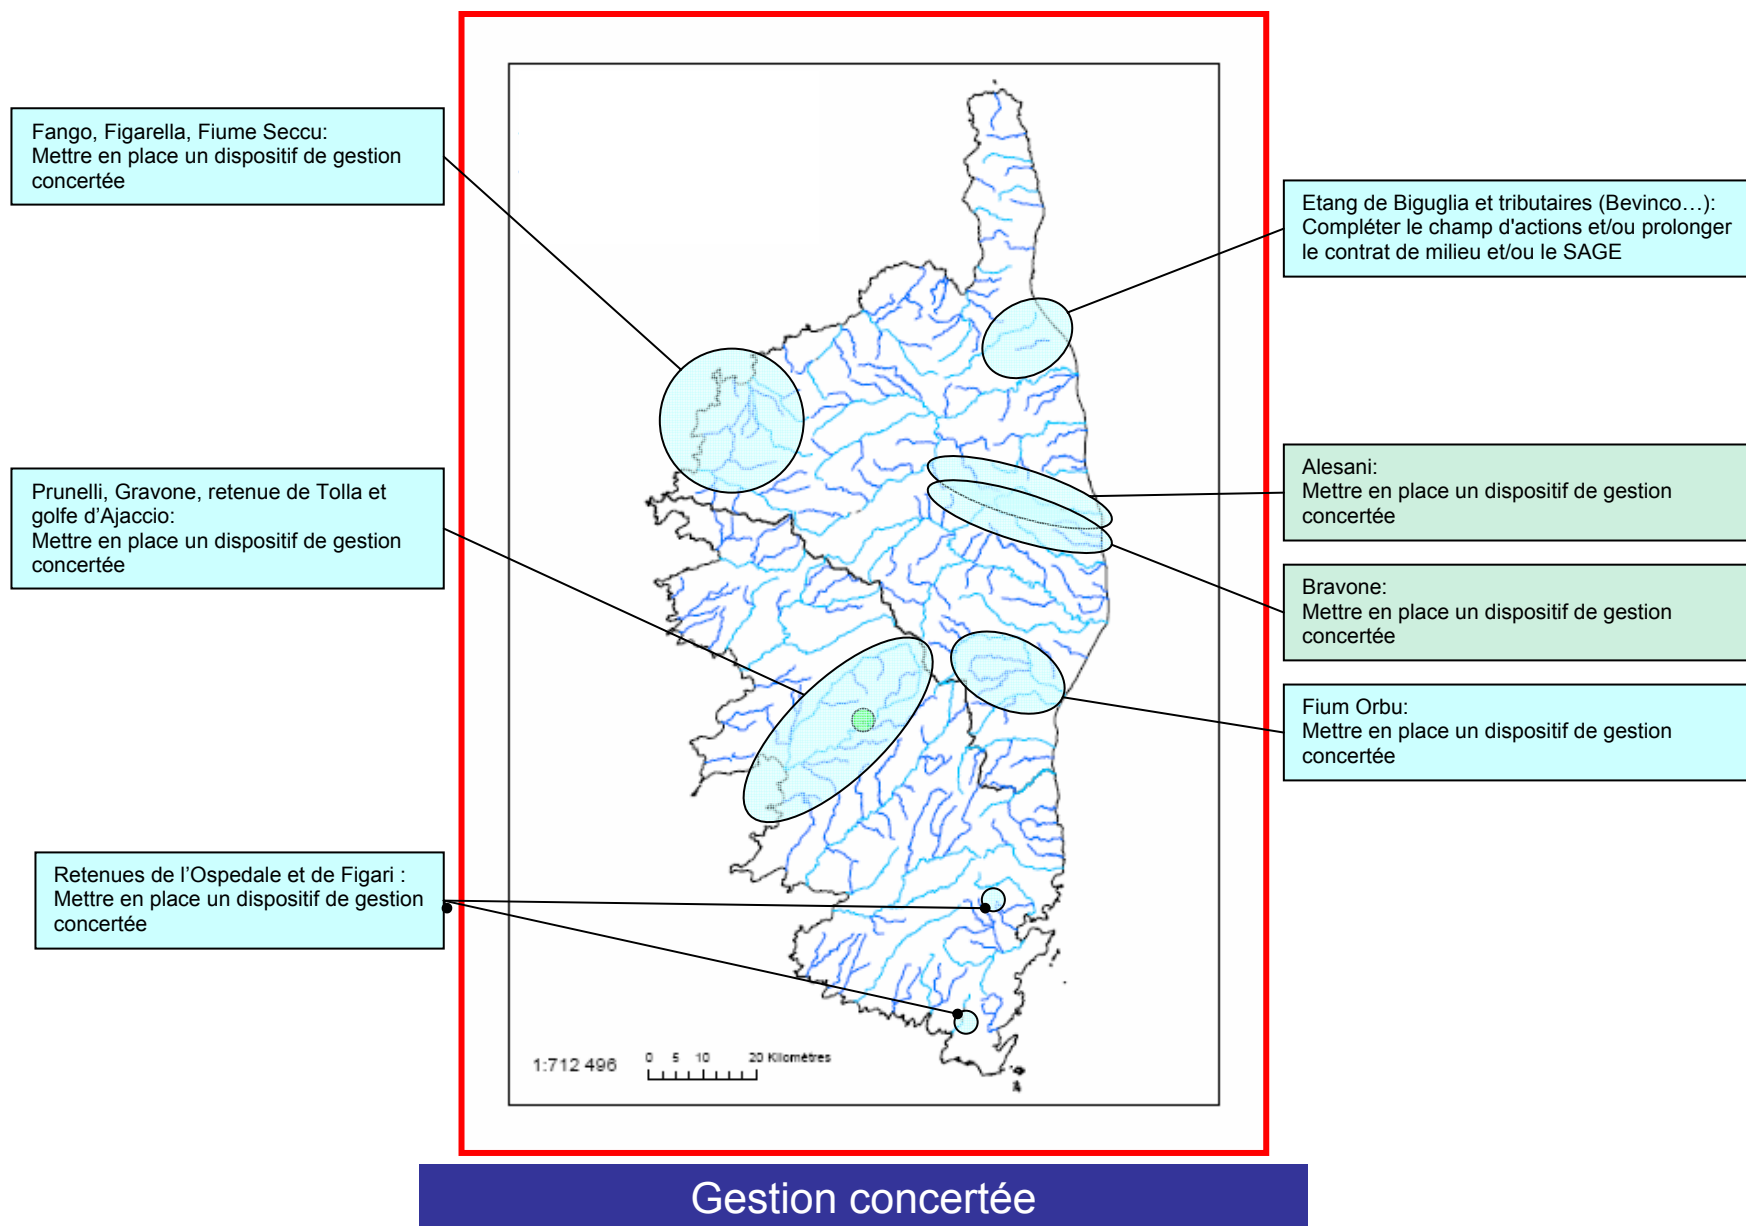 Fango, Figarella, Fiume Seccu:
Mettre en place un dispositif de gestion
concertée
Prunelli, Gravone, retenue de Tolla et
golfe d’Ajaccio:
Mettre en place un dispositif de gestion
concertée
Retenues de l’Ospedale et de Figari :
Mettre en place un dispositif de gestion
concertée
Etang de Biguglia et tributaires (Bevinco…):
Compléter le champ d'actions et/ou prolonger
le contrat de milieu et/ou le SAGE
Alesani:
Mettre en place un dispositif de gestion
concertée
Bravone:
Mettre en place un dispositif de gestion
concertée
Fium Orbu:
Mettre en place un dispositif de gestion
concertée
1:712 496
0 5 10 20 Kilomètres
Gestion concertée